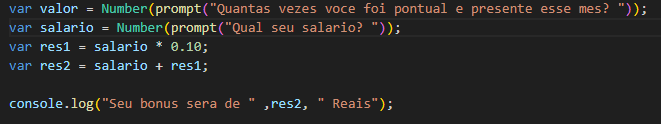 var valor = Number(prompt("Quantas vezes voce foi pontual e presente esse mes? "));
var salario = Number(prompt("Qual seu salario? "));
var res1 = salario * 0.10;
var res2 = salario + res1;
console.log("Seu bonus sera de " ,res2, " Reais");